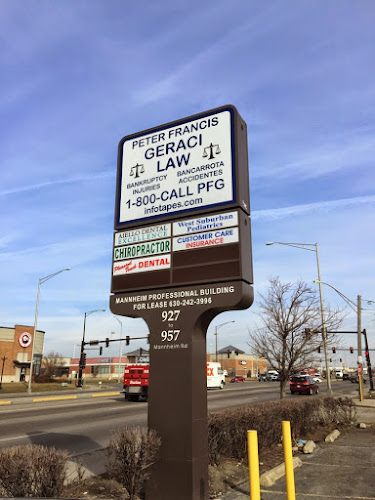 PETER FRANCIS
GERACI
LAW
BANKRUPTCY BANCARROTA
INJURIES ACCIDENTES
1-800-CALL PFG
infotapes.com
AIELLO DENTAL
EXCELLENCE
West Suburban
Pediatrics
CHIROPRACTOR
CUSTOMER CARE
INSURANCE
DENTAL
MANNHEIM PROFESSIONAL BUILDING
FOR LEASE 630-242-3996
927
to
957
Mannheim Rd